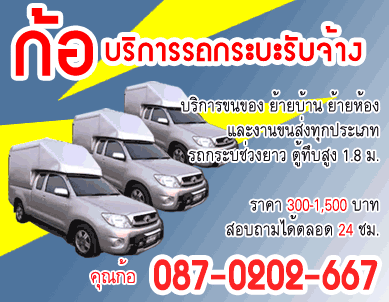 ก้อ บริการรถกระบะรับจ้าง
บริการขนของ ย้ายบ้าน ย้ายห้อง
และงานขนส่งทุกประเภท
รถกระบะช่วงยาว ตู้ทึบสูง 1.8 ม.
ราคา 300-1,500 บาท
สอบถามได้ตลอด 24 ชม.
คุณก้อ 087-0202-667